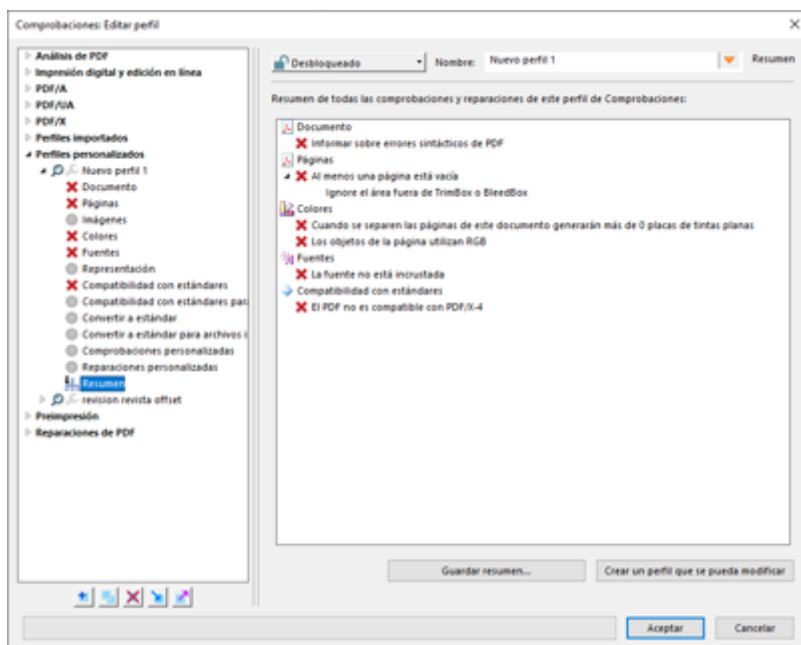 Comprobaciones: Editar perfil
Análisis de PDF
Impresión digital y edición en línea
PDF/A
PDF/UA
PDF/X
Perfiles importados
Perfiles personalizados
Nuevo perfil 1
Documento
Páginas
Imágenes
Colores
Fuentes
Representación
Compatibilidad con estándares
Compatibilidad con estándares par
Convertir a estándar
Convertir a estándar para archivos i
Comprobaciones personalizadas
Reparaciones personalizadas
Resumen
revision revista offset
Preimpresión
Reparaciones de PDF
Desbloqueado Nombre: Nuevo perfil 1 Resumen
Resumen de todas las comprobaciones y reparaciones de este perfil de Comprobaciones:
Documento
Informar sobre errores sintácticos de PDF
Páginas
Al menos una página está vacía
Ignore el área fuera de TrimBox o BleedBox
Colores
Cuando se separen las páginas de este documento generarán más de 0 placas de tintas planas
Los objetos de la página utilizan RGB
Fuentes
La fuente no está incrustada
Compatibilidad con estándares
El PDF no es compatible con PDF/X-4
Guardar resumen... Crear un perfil que se pueda modificar
Aceptar Cancelar